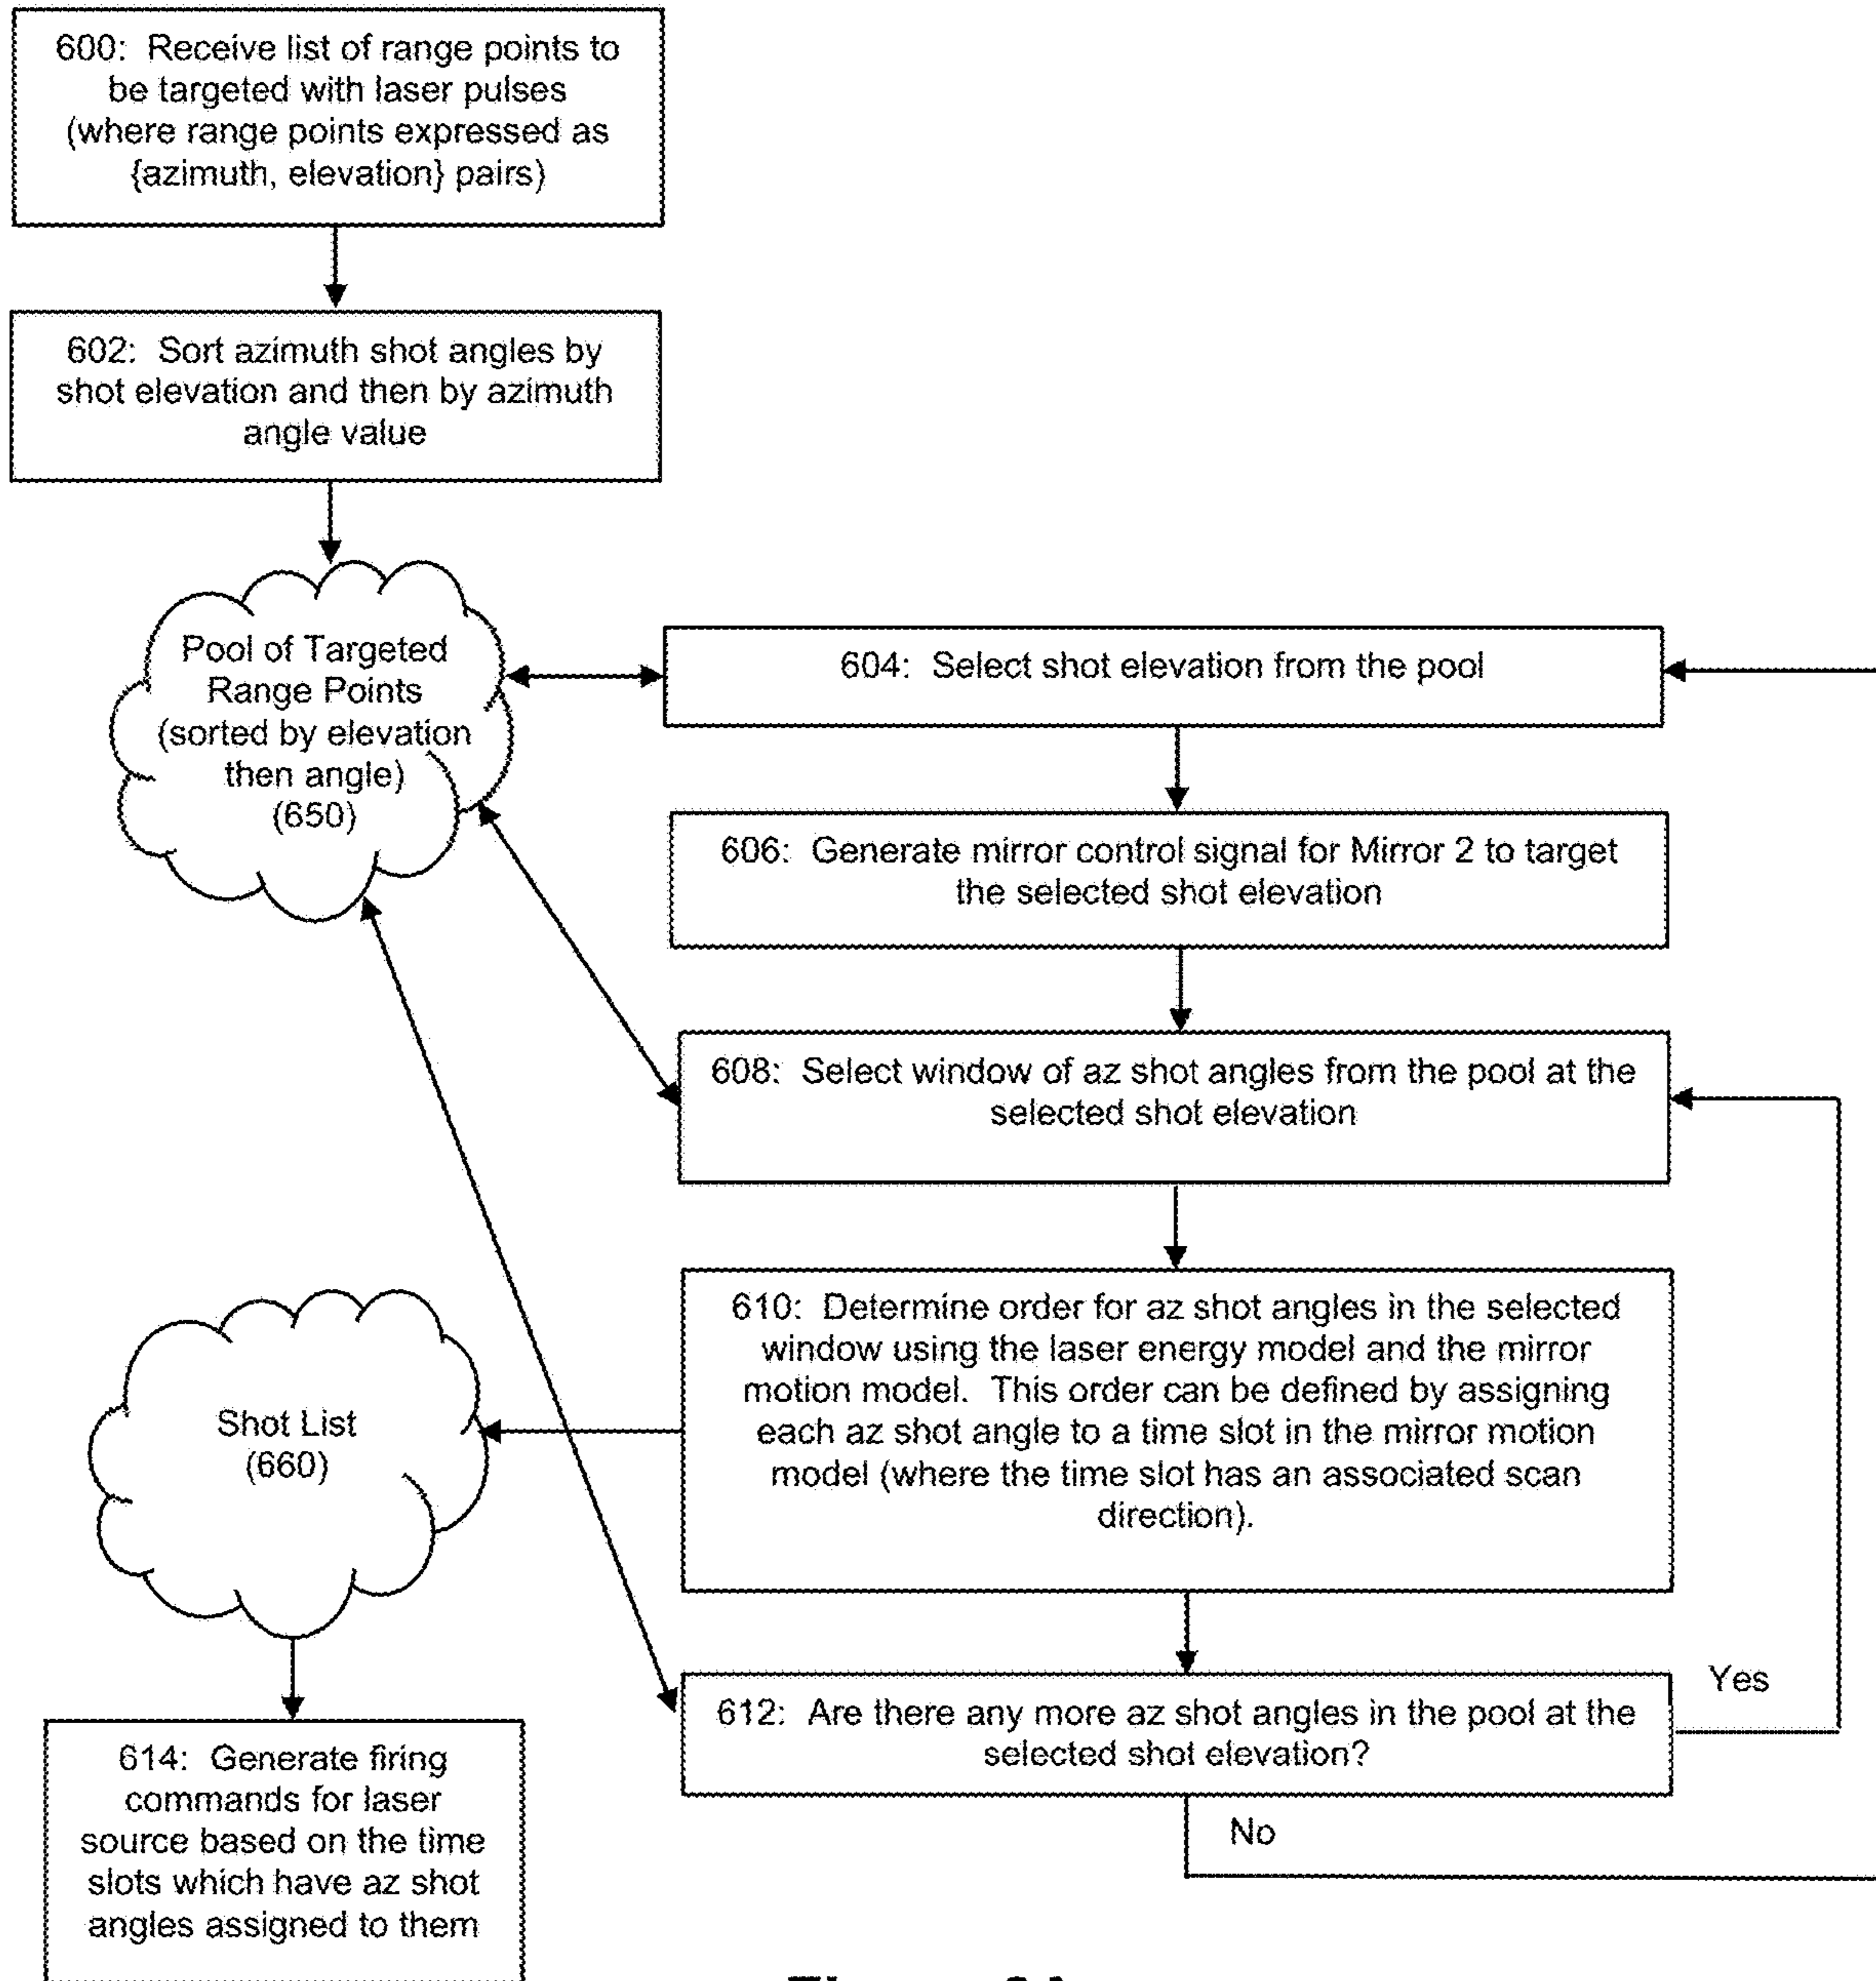 600: Receive list of range points to
be targeted with laser pulses
(where range points expressed as
{azimuth, elevation} pairs)
602: Sort azimuth shot angles by
shot elevation and then by azimuth
angle value
Pool of Targeted
Range Points
(sorted by elevation
then angle)
(650)
604: Select shot elevation from the pool
606: Generate mirror control signal for Mirror 2 to target
the selected shot elevation
608: Select window of az shot angles from the pool at the
selected shot elevation
610: Determine order for az shot angles in the selected
window using the laser energy model and the mirror
motion model. This order can be defined by assigning
each az shot angle to a time slot in the mirror motion
model (where the time slot has an associated scan
direction).
Shot List
(660)
612: Are there any more az shot angles in the pool at the
selected shot elevation?
Yes
No
614: Generate firing
commands for laser
source based on the time
slots which have az shot
angles assigned to them